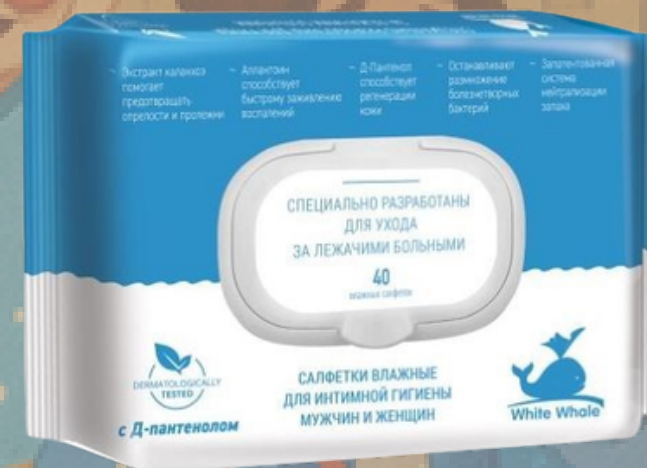 ~ Экстракт каланхоэ
помогает
предотвращать
опрелости и пролежни
~ Аллантоин
способствует
быстрому заживлению
воспалений
~ Д-Пантенол
способствует
регенерации
кожи
~ Останавливают
размножение
болезнетворных
бактерий
~ Запатентованная
система
нейтрализации
запаха
СПЕЦИАЛЬНО РАЗРАБОТАНЫ
ДЛЯ УХОДА
ЗА ЛЕЖАЧИМИ БОЛЬНЫМИ
40
влажных салфеток
DERMATOLOGICALLY
TESTED
с Д-пантенолом
САЛФЕТКИ ВЛАЖНЫЕ
ДЛЯ ИНТИМНОЙ ГИГИЕНЫ
МУЖЧИН И ЖЕНЩИН
White Whale